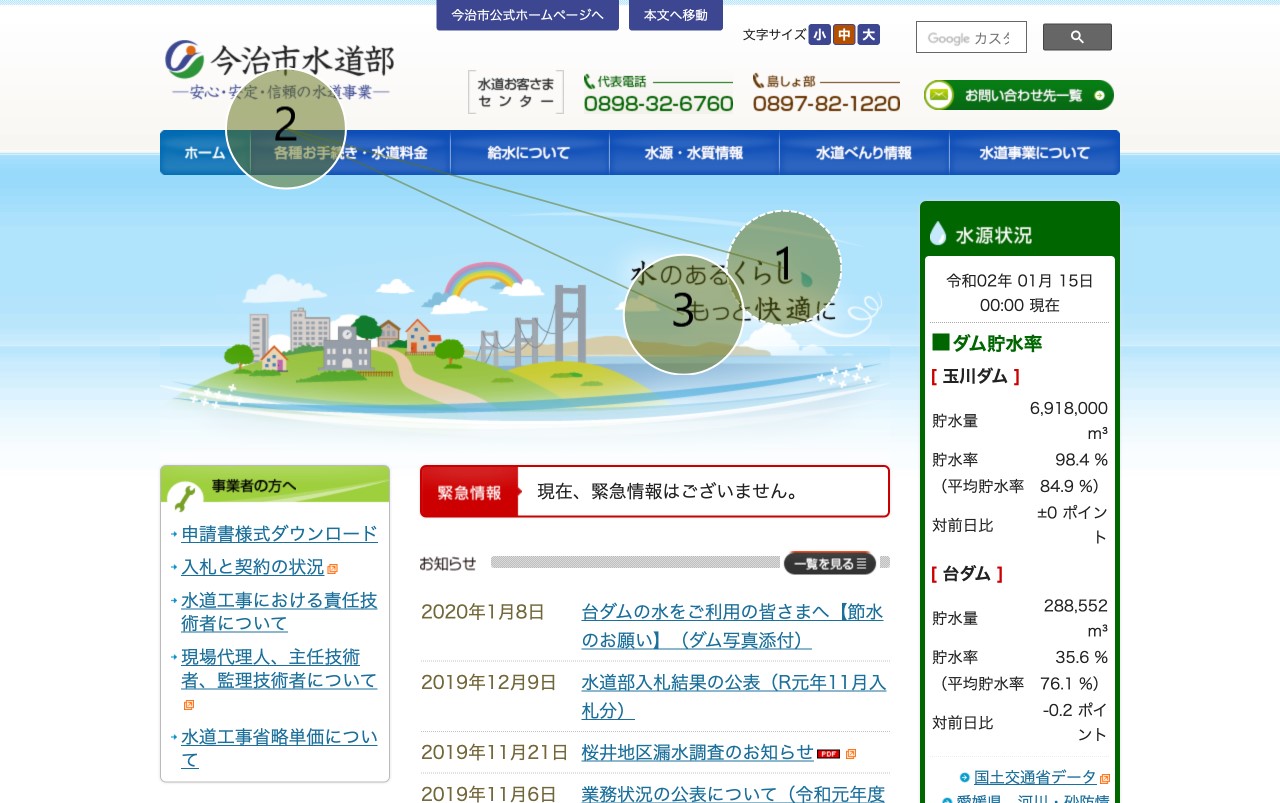 今治市公式ホームページへ
本文へ移動
文字サイズ 小 中 大
Google カスタ
今治市水道部
安心・安定・信頼の水道事業
水道お客さま
センター
代表電話
0898-32-6760
島しょ部
0897-82-1220
お問い合わせ先一覧
ホーム
各種お手続き・水道料金
給水について
水源・水質情報
水道べんり情報
水道事業について
2
1
3
水のあるくらし、
もっと快適に
水源状況
令和02年 01月 15日
00:00 現在
■ダム貯水率
[ 玉川ダム ]
貯水量 6,918,000
m³
貯水率 98.4 %
（平均貯水率 84.9 %）
対前日比 ±0 ポイン
ト
[ 台ダム ]
貯水量 288,552
m³
貯水率 35.6 %
（平均貯水率 76.1 %）
対前日比 -0.2 ポイ
ント
国土交通省データ
愛媛県 河川・砂防情
事業者の方へ
申請書様式ダウンロード
入札と契約の状況
水道工事における責任技
術者について
現場代理人、主任技術
者、監理技術者について
水道工事省略単価につい
て
緊急情報
現在、緊急情報はございません。
お知らせ
一覧を見る
2020年1月8日 台ダムの水をご利用の皆さまへ【節水
のお願い】（ダム写真添付）
2019年12月9日 水道部入札結果の公表（R元年11月入
札分）
2019年11月21日 桜井地区漏水調査のお知らせ PDF
2019年11月6日 業務状況の公表について（令和元年度